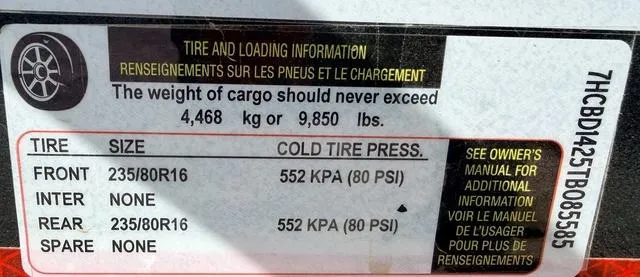 TIRE AND LOADING INFORMATION
RENSEIGNEMENTS SUR LES PNEUS ET LE CHARGEMENT
The weight of cargo should never exceed
4,468 kg or 9,850 lbs.
TIRE SIZE COLD TIRE PRESS.
FRONT 235/80R16 552 KPA (80 PSI)
INTER NONE
REAR 235/80R16 552 KPA (80 PSI)
SPARE NONE
SEE OWNER'S
MANUAL FOR
ADDITIONAL
INFORMATION
VOIR LE MANUEL
DE L'USAGER
POUR PLUS DE
RENSEIGNEMENTS
7HCBD1425TB085585